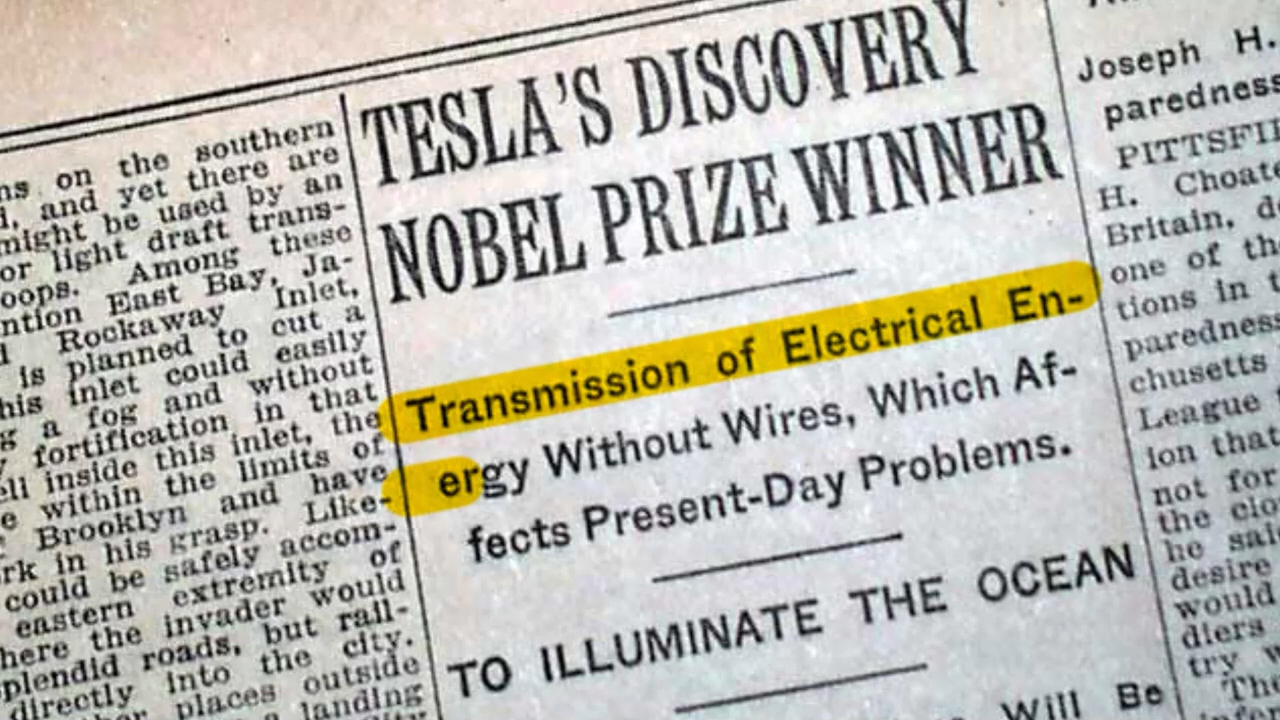 ns on the southern
d, and yet there are
might be used by an
or light draft trans-
oops. Among these
ntion East Bay, Ja-
Rockaway Inlet,
is planned to cut a
his inlet could easily
g a fog and without
fortification in that
ell inside this inlet, the
e within the limits of
Brooklyn and have
rk in his grasp. Like-
could be safely accom-
eastern extremity of
here the invader would
plendid roads, but rail-
directly into the city.
places outside
landing
TESLA'S DISCOVERY
NOBEL PRIZE WINNER
Transmission of Electrical En-
ergy Without Wires, Which Af-
fects Present-Day Problems.
TO ILLUMINATE THE OCEAN
Will Be
Joseph H.
paredness
PITTSFI
H. Choate
Britain, d
one of th
tions in t
paredness
chusetts
League
ion that
not for
the clo
he sai
desire
would
diers
try w
The